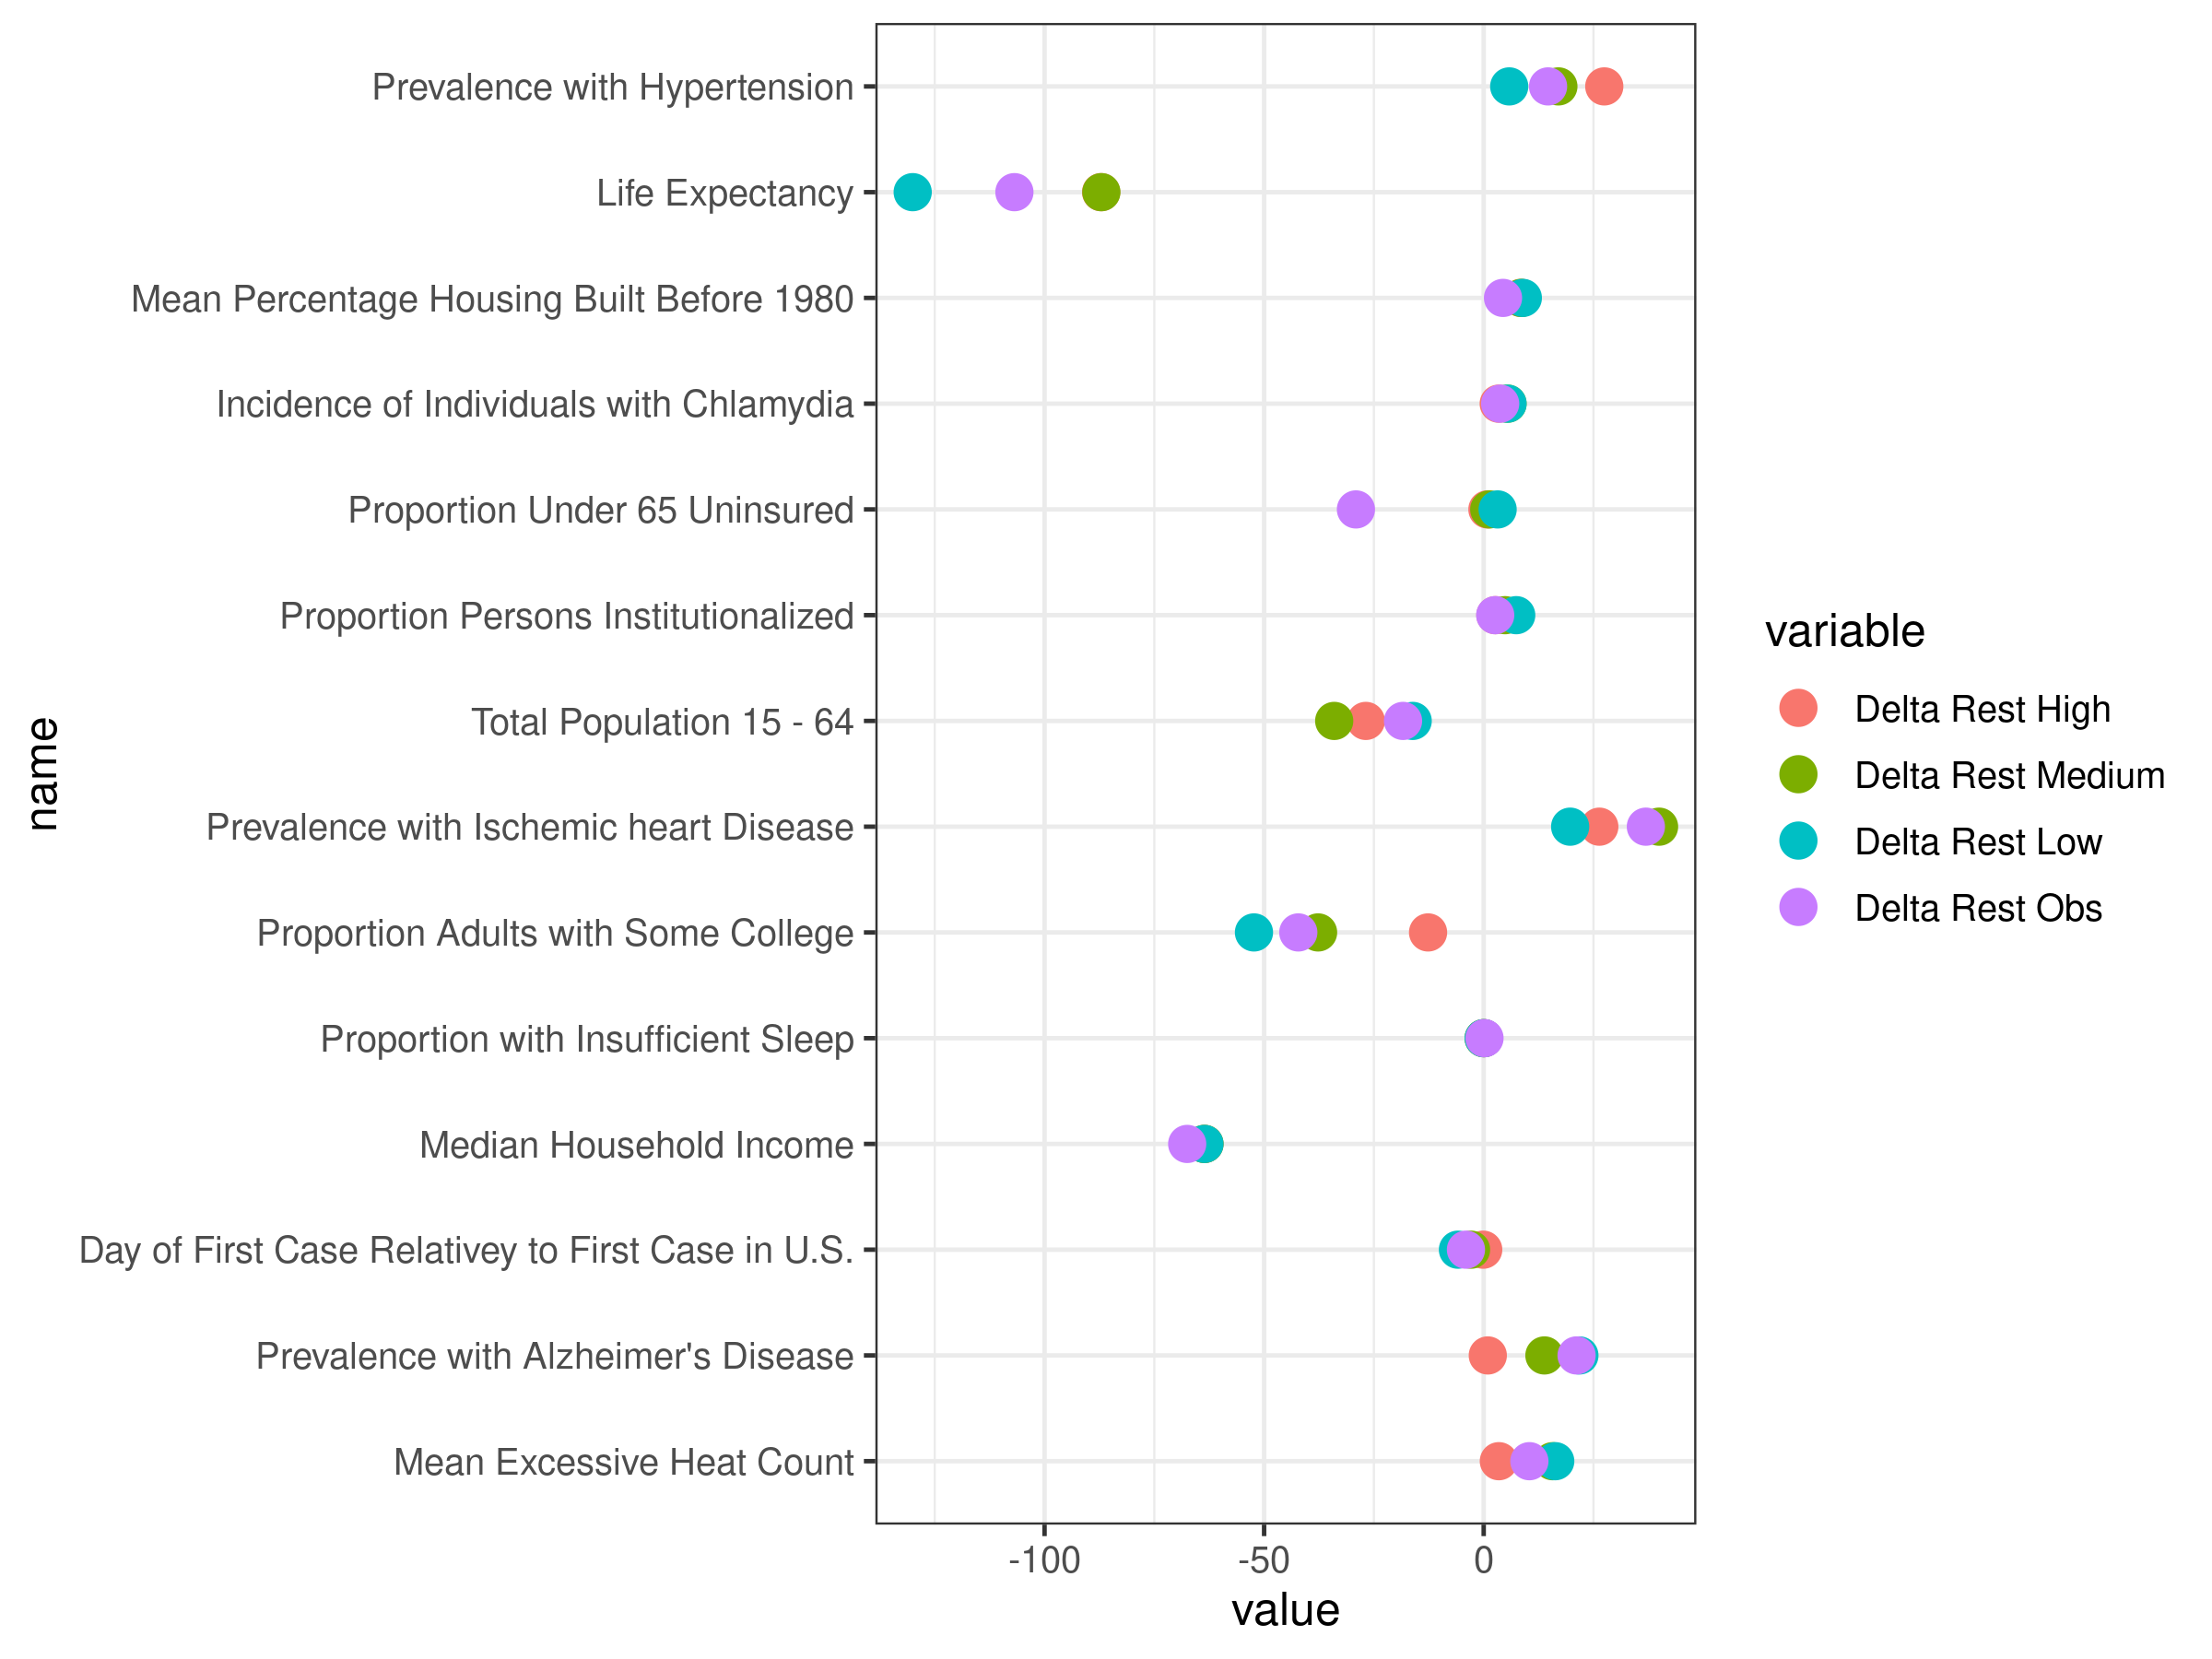 Prevalence with Hypertension
Life Expectancy
Mean Percentage Housing Built Before 1980
Incidence of Individuals with Chlamydia
Proportion Under 65 Uninsured
Proportion Persons Institutionalized
Total Population 15 - 64
Prevalence with Ischemic heart Disease
Proportion Adults with Some College
Proportion with Insufficient Sleep
Median Household Income
Day of First Case Relativey to First Case in U.S.
Prevalence with Alzheimer's Disease
Mean Excessive Heat Count
name
-100 -50 0
value
variable
Delta Rest High
Delta Rest Medium
Delta Rest Low
Delta Rest Obs